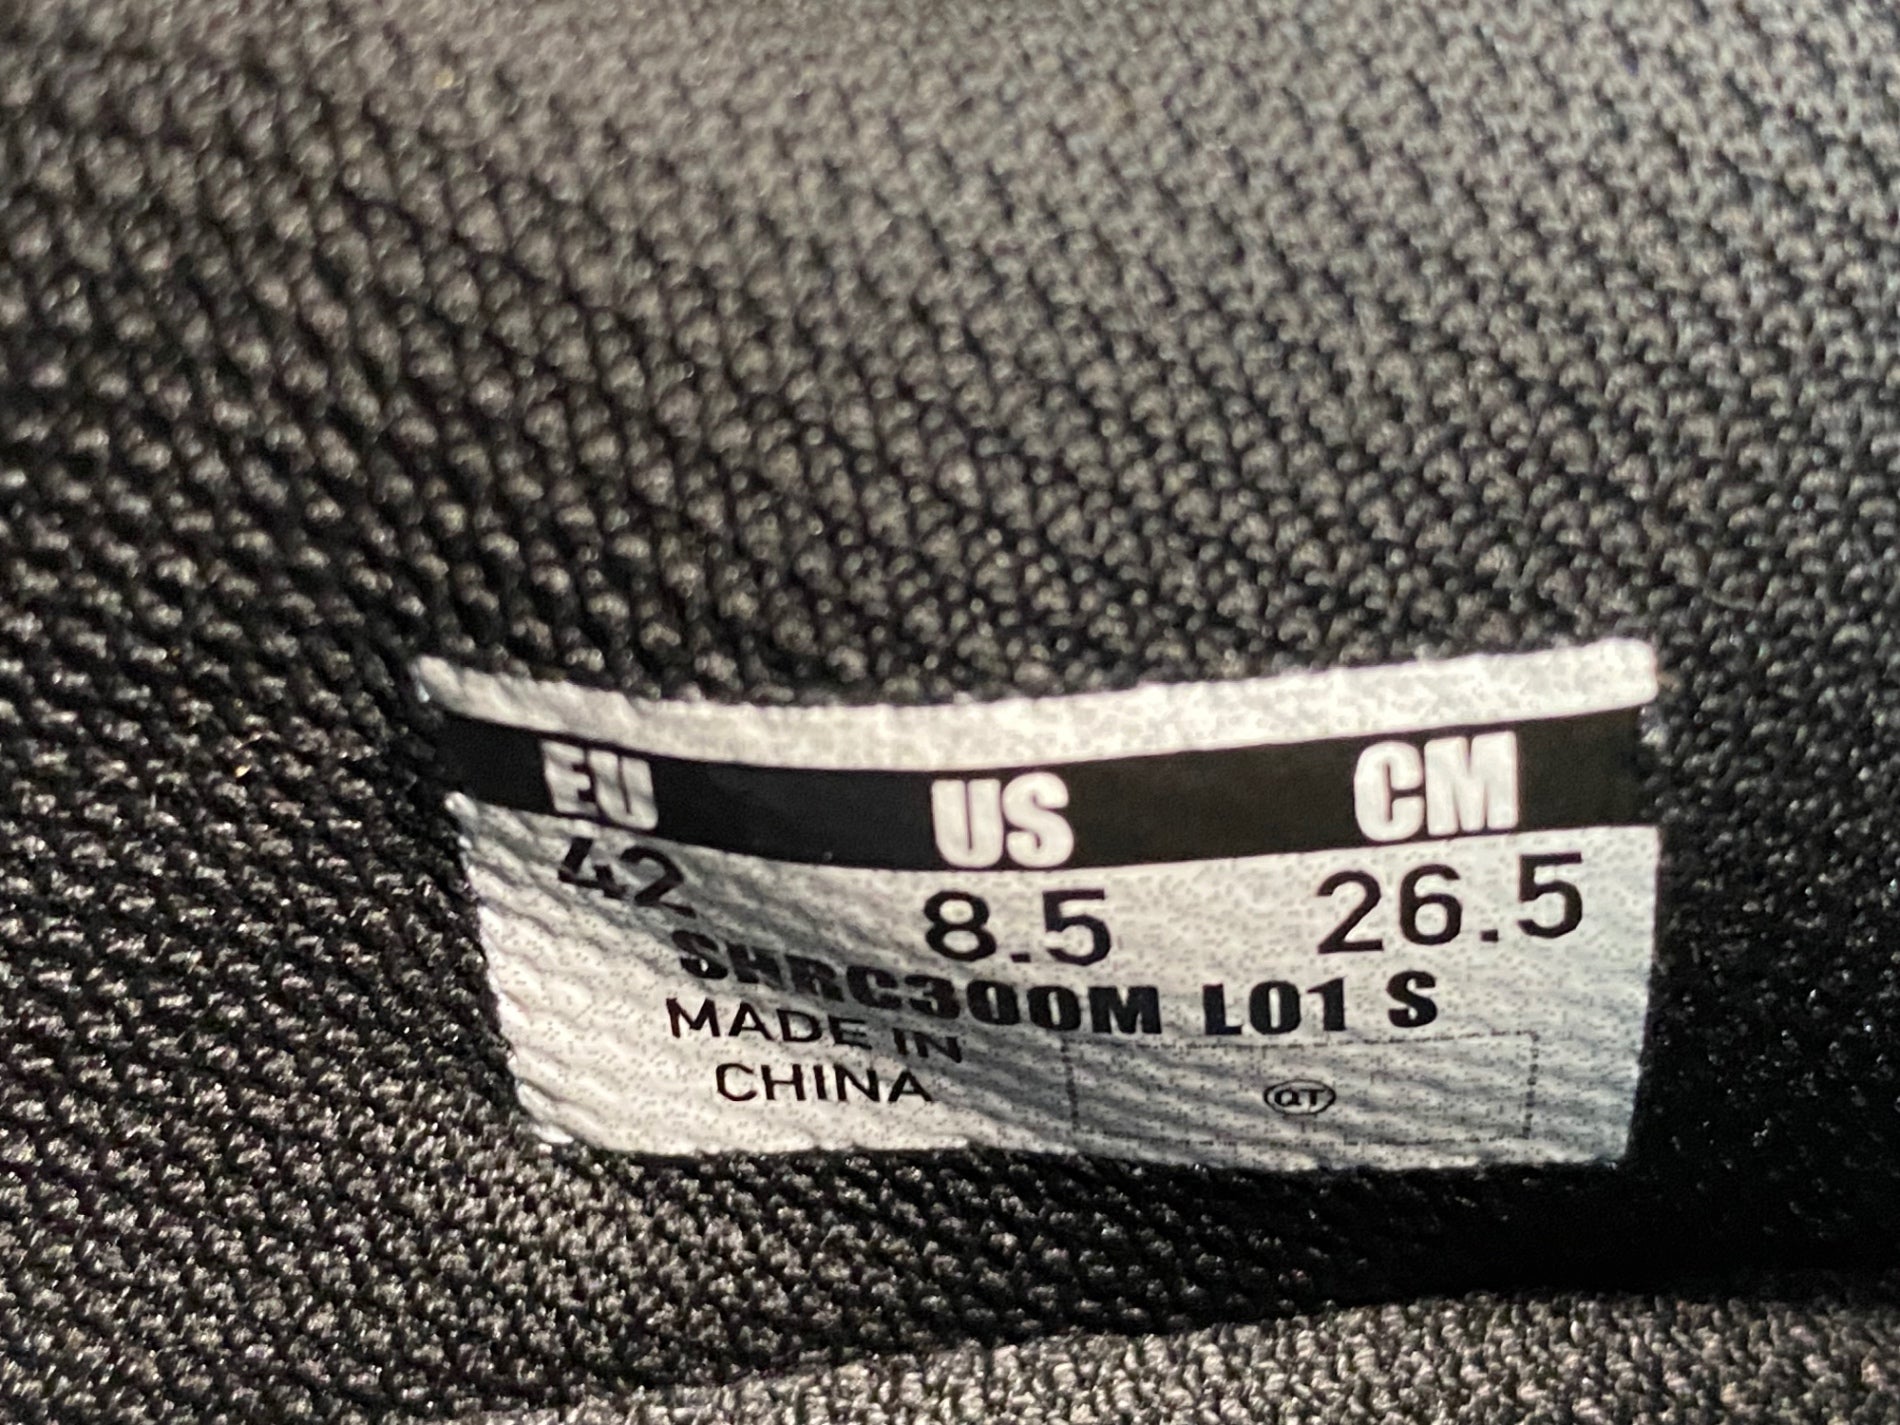 EU US CM
42 8.5 26.5
SHRC300M L01 S
MADE IN
CHINA
QT